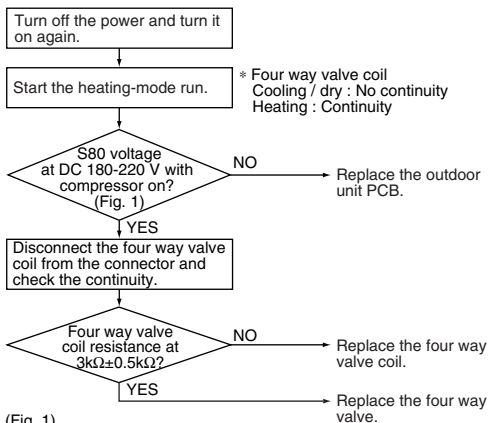 Turn off the power and turn it
on again.
Start the heating-mode run.
* Four way valve coil
Cooling / dry : No continuity
Heating : Continuity
S80 voltage
at DC 180-220 V with
compressor on?
(Fig. 1)
NO
Replace the outdoor
unit PCB.
YES
Disconnect the four way valve
coil from the connector and
check the continuity.
Four way valve
coil resistance at
3kΩ±0.5kΩ?
NO
Replace the four way
valve coil.
YES
Replace the four way
valve.
(Fig. 1)